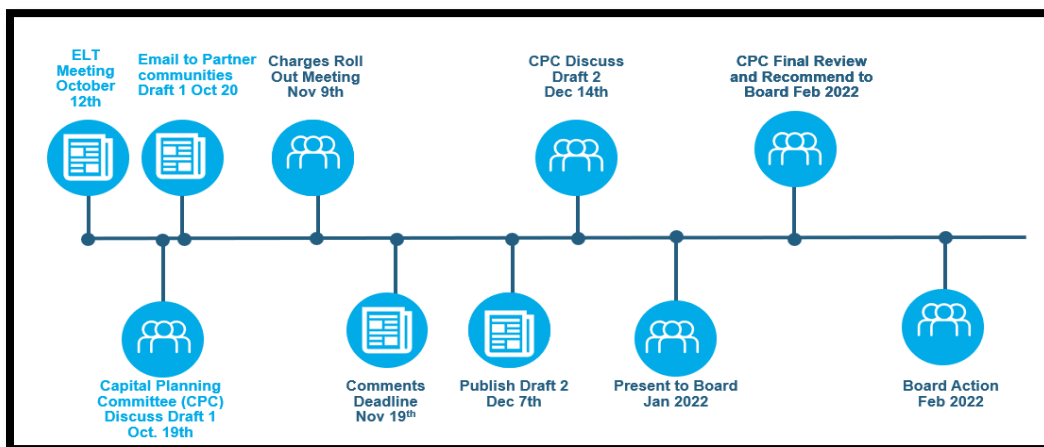 ELT
Meeting
October
12th
Email to Partner
communities
Draft 1 Oct 20
Charges Roll
Out Meeting
Nov 9th
CPC Discuss
Draft 2
Dec 14th
CPC Final Review
and Recommend to
Board Feb 2022
Capital Planning
Committee (CPC)
Discuss Draft 1
Oct. 19th
Comments
Deadline
Nov 19th
Publish Draft 2
Dec 7th
Present to Board
Jan 2022
Board Action
Feb 2022